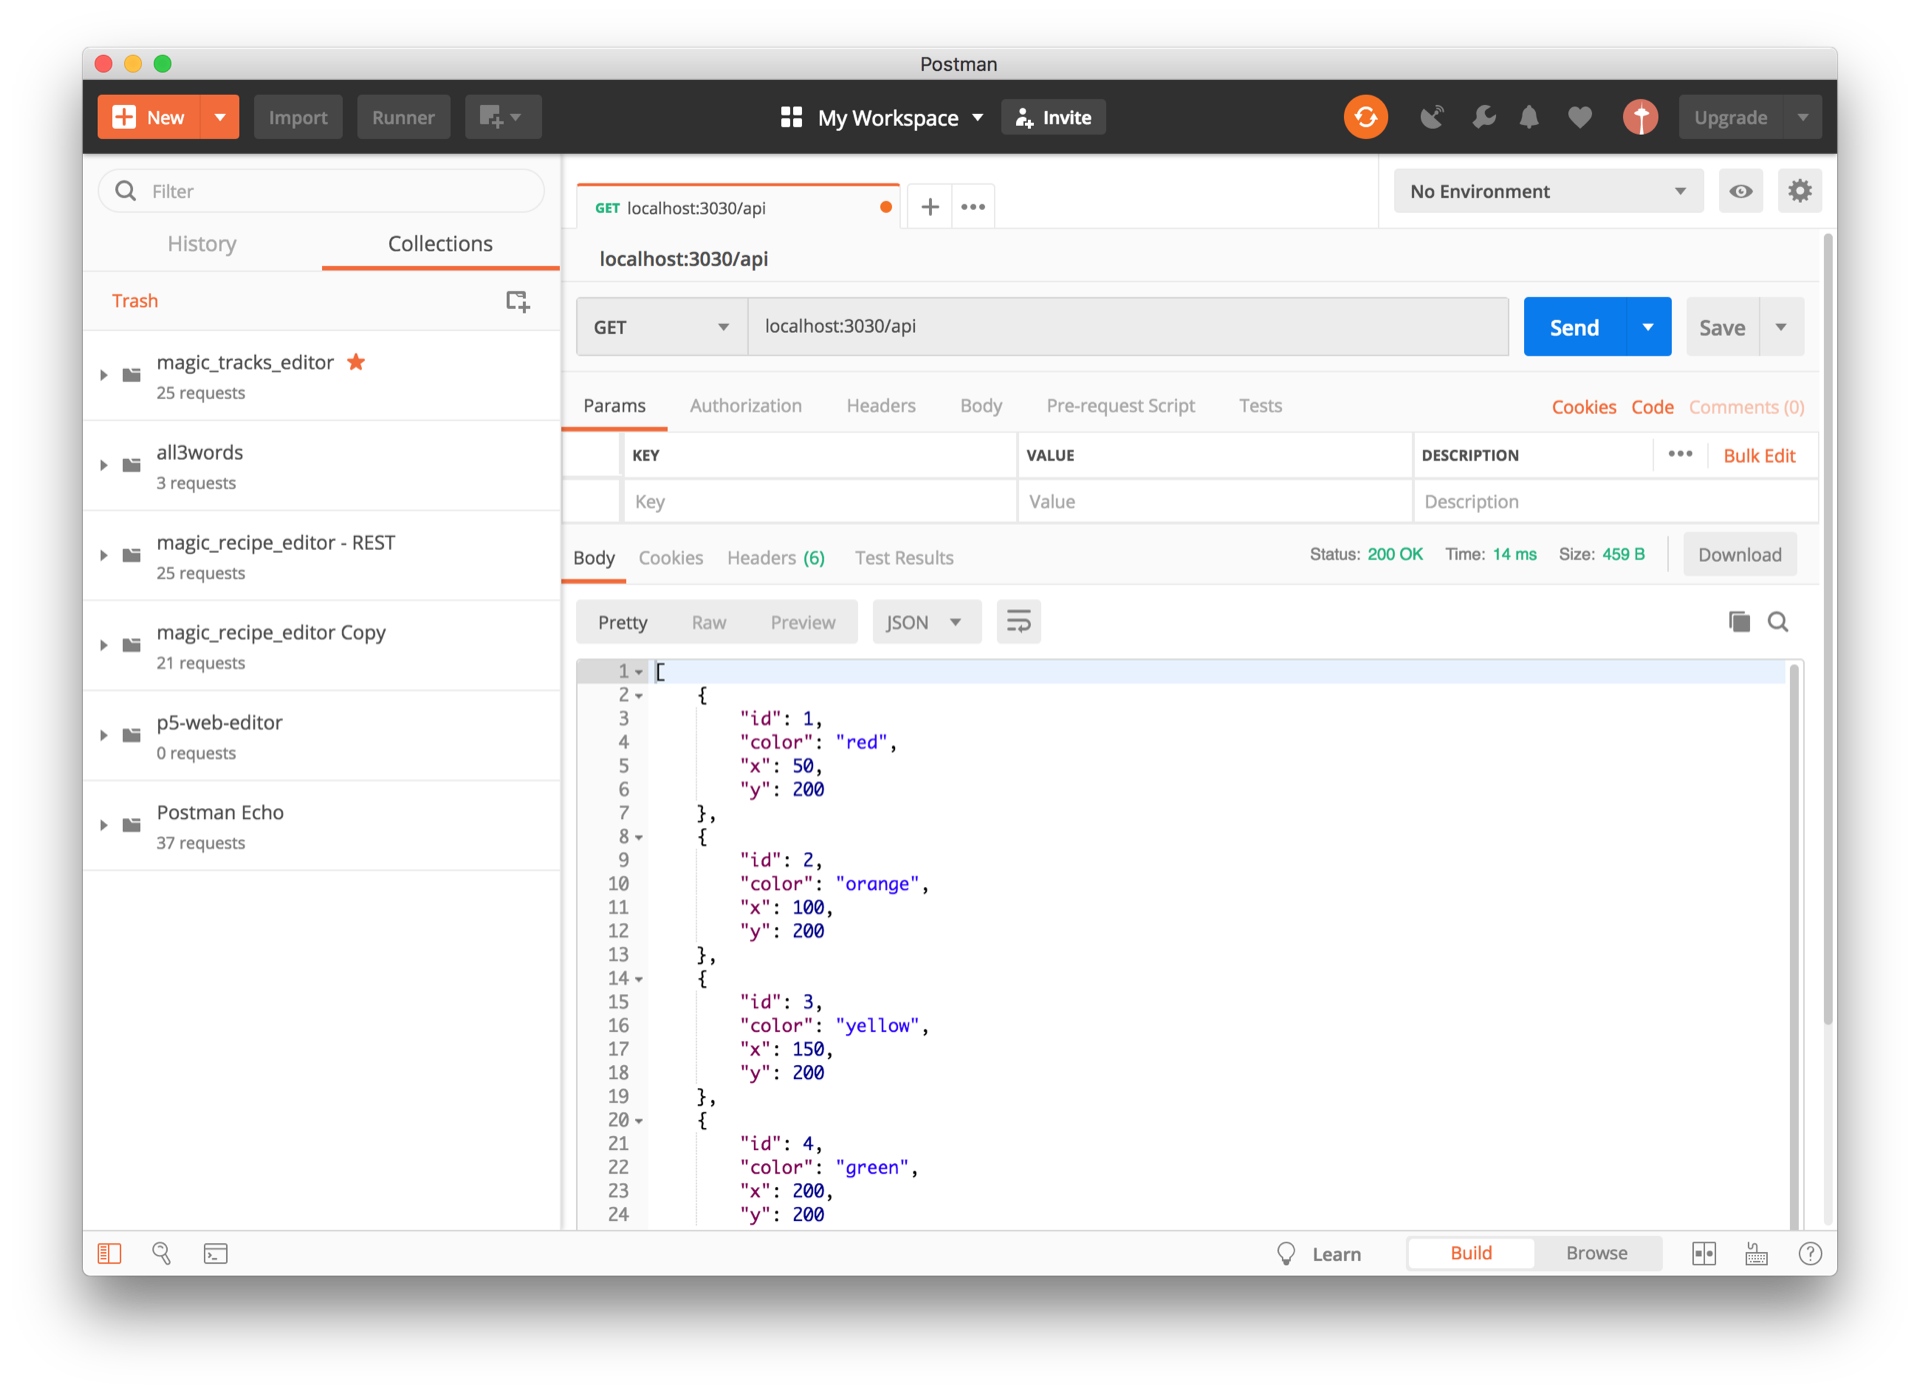 Postman
New
Import
Runner
My Workspace
Invite
Upgrade
Filter
History
Collections
Trash
magic_tracks_editor
25 requests
all3words
3 requests
magic_recipe_editor - REST
25 requests
magic_recipe_editor Copy
21 requests
p5-web-editor
0 requests
Postman Echo
37 requests
GET localhost:3030/api
No Environment
localhost:3030/api
GET
localhost:3030/api
Send
Save
Params
Authorization
Headers
Body
Pre-request Script
Tests
Cookies
Code
Comments (0)
KEY
VALUE
DESCRIPTION
Bulk Edit
Key
Value
Description
Body
Cookies
Headers (6)
Test Results
Status: 200 OK
Time: 14 ms
Size: 459 B
Download
Pretty
Raw
Preview
JSON
1 [
2 {
3 "id": 1,
4 "color": "red",
5 "x": 50,
6 "y": 200
7 },
8 {
9 "id": 2,
10 "color": "orange",
11 "x": 100,
12 "y": 200
13 },
14 {
15 "id": 3,
16 "color": "yellow",
17 "x": 150,
18 "y": 200
19 },
20 {
21 "id": 4,
22 "color": "green",
23 "x": 200,
24 "y": 200
Learn
Build
Browse